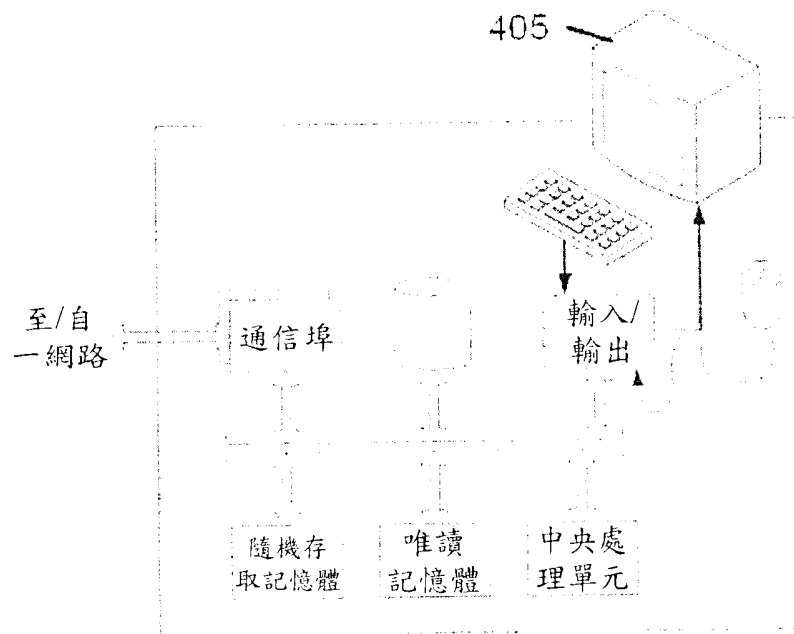 405
至/自
一網路
通信埠
輸入/
輸出
隨機存
取記憶體
唯讀
記憶體
中央處
理單元